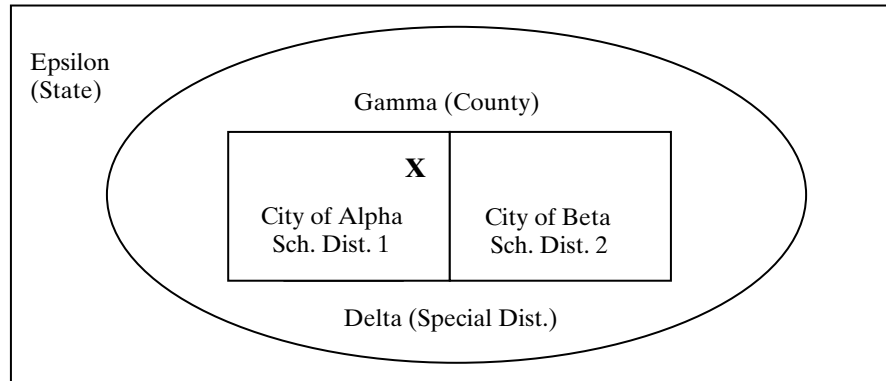 Epsilon
(State)
Gamma (County)
X
City of Alpha
Sch. Dist. 1
City of Beta
Sch. Dist. 2
Delta (Special Dist.)